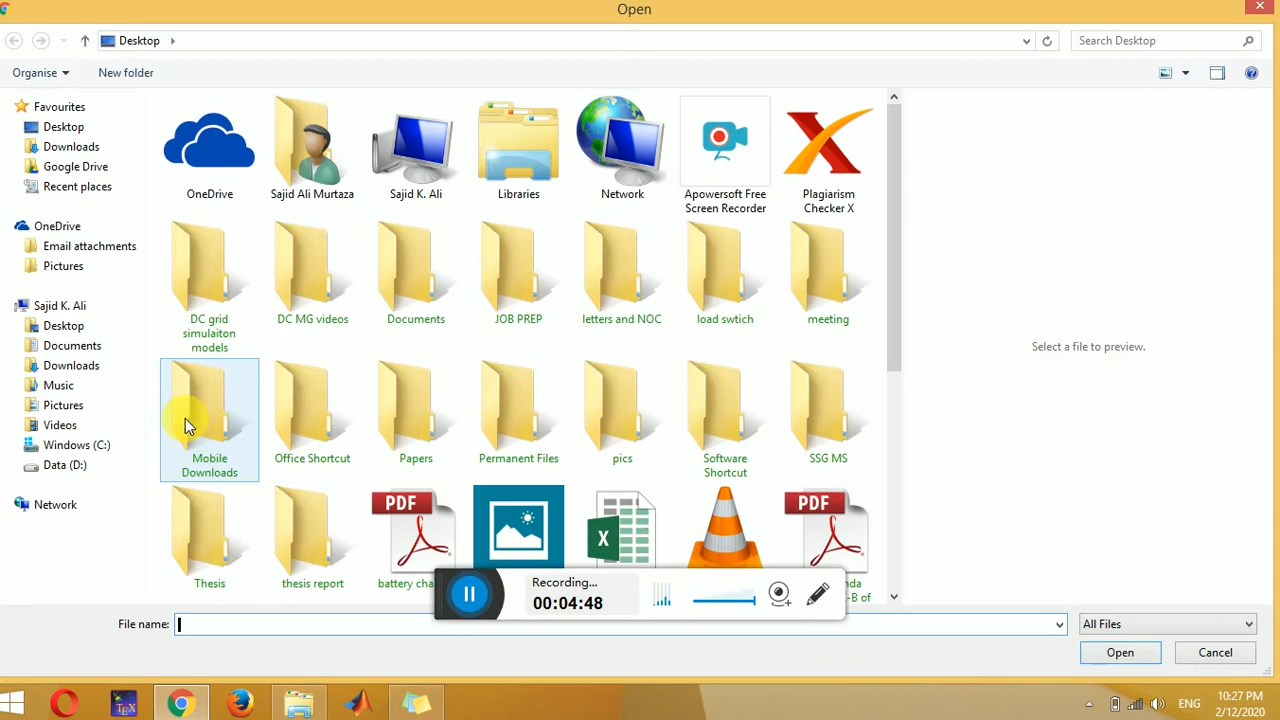 Open
Desktop
Search Desktop
Organise
New folder
Favourites
Desktop
Downloads
Google Drive
Recent places
OneDrive
Email attachments
Pictures
Sajid K. Ali
Desktop
Documents
Downloads
Music
Pictures
Videos
Windows (C:)
Data (D:)
Network
OneDrive
Sajid Ali Murtaza
Sajid K. Ali
Libraries
Network
Apowersoft Free
Screen Recorder
Plagiarism
Checker X
DC grid
simulaiton
models
DC MG videos
Documents
JOB PREP
letters and NOC
load swtich
meeting
Mobile
Downloads
Office Shortcut
Papers
Permanent Files
pics
Software
Shortcut
SSG MS
Thesis
thesis report
PDF
battery cha
X
PDF
nda
-B of
Select a file to preview.
Recording...
00:04:48
File name:
All Files
Open
Cancel
TEX
ENG
10:27 PM
2/12/2020